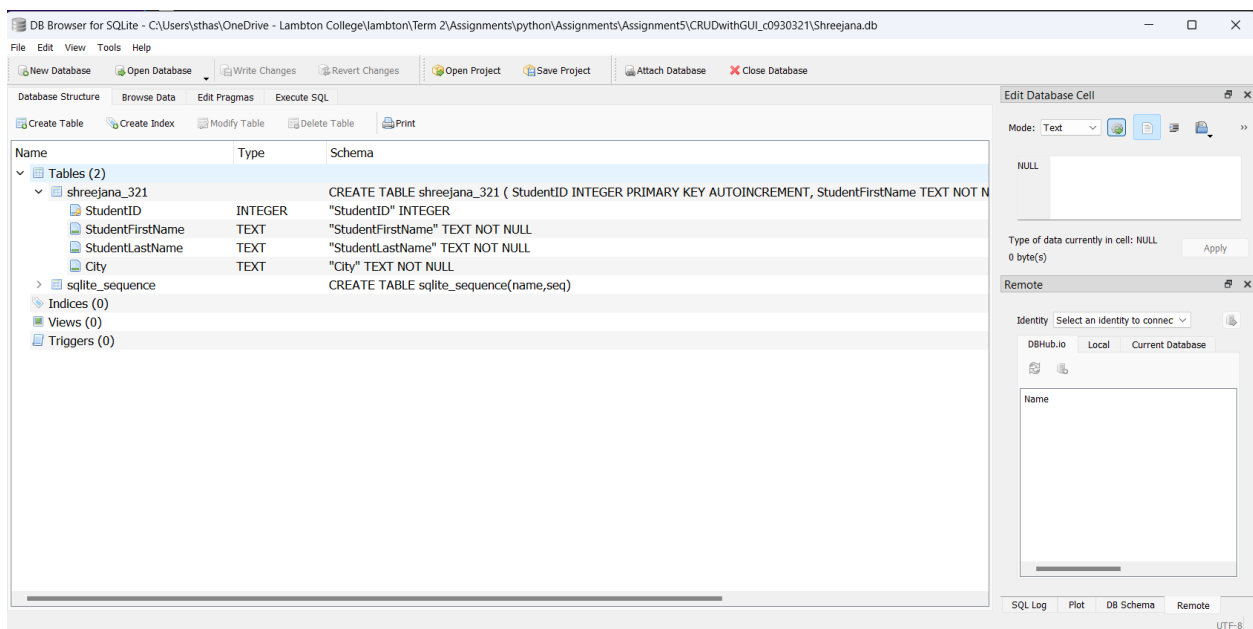 DB Browser for SQLite - C:\Users\sthas\OneDrive - Lambton College\lambton\Term 2\Assignments\python\Assignments\Assignment5\CRUDwithGUI_c0930321\Shreejana.db
File Edit View Tools Help
New Database Open Database Write Changes Revert Changes Open Project Save Project Attach Database Close Database
Database Structure Browse Data Edit Pragmas Execute SQL
Create Table Create Index Modify Table Delete Table Print
Name Type Schema
Tables (2)
shreejana_321 CREATE TABLE shreejana_321 ( StudentID INTEGER PRIMARY KEY AUTOINCREMENT, StudentFirstName TEXT NOT N
StudentID INTEGER "StudentID" INTEGER
StudentFirstName TEXT "StudentFirstName" TEXT NOT NULL
StudentLastName TEXT "StudentLastName" TEXT NOT NULL
City TEXT "City" TEXT NOT NULL
sqlite_sequence CREATE TABLE sqlite_sequence(name,seq)
Indices (0)
Views (0)
Triggers (0)
Edit Database Cell
Mode: Text
NULL
Type of data currently in cell: NULL
0 byte(s)
Apply
Remote
Identity Select an identity to connec
DBHub.io Local Current Database
Name
SQL Log Plot DB Schema Remote
UTF-8